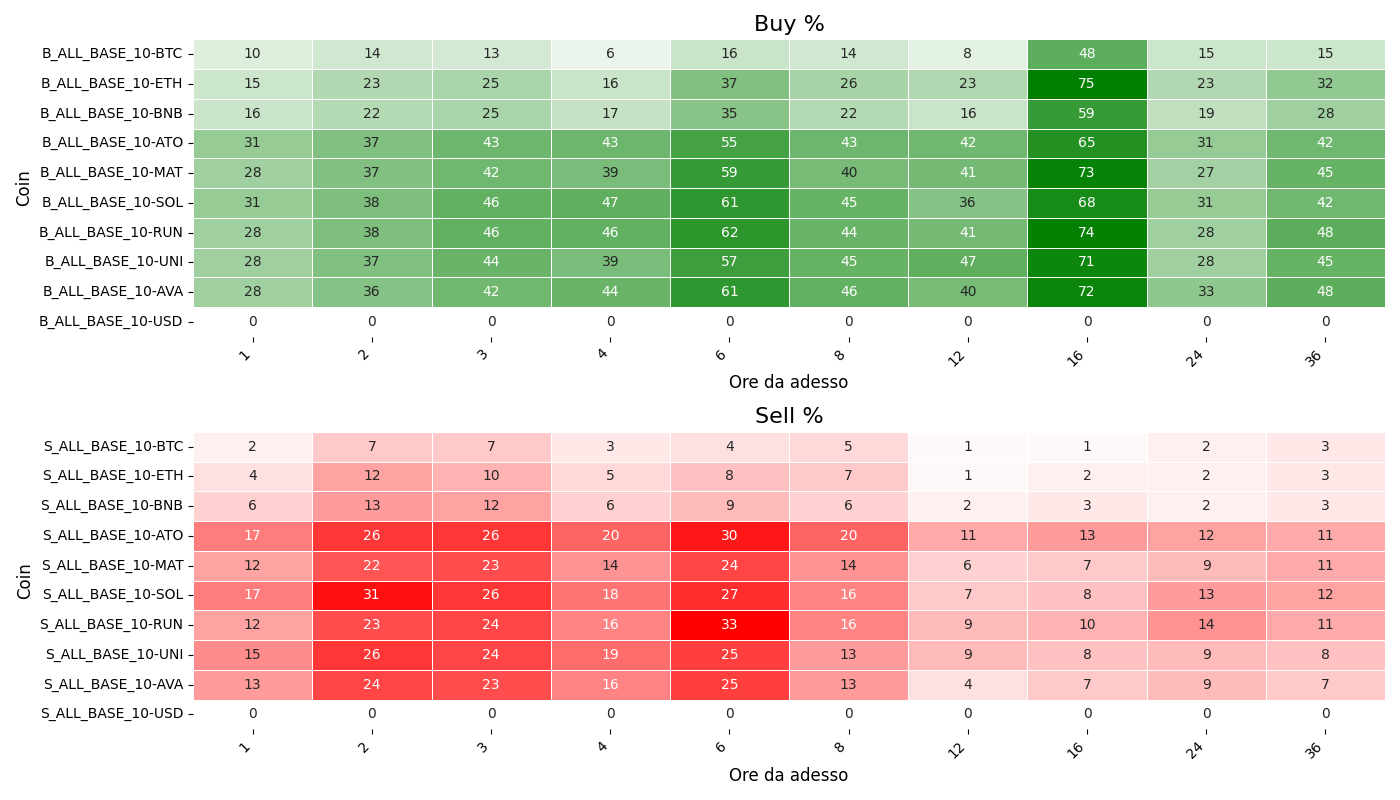 Buy %
Coin
B_ALL_BASE_10-BTC 10 14 13 6 16 14 8 48 15 15
B_ALL_BASE_10-ETH 15 23 25 16 37 26 23 75 23 32
B_ALL_BASE_10-BNB 16 22 25 17 35 22 16 59 19 28
B_ALL_BASE_10-ATO 31 37 43 43 55 43 42 65 31 42
B_ALL_BASE_10-MAT 28 37 42 39 59 40 41 73 27 45
B_ALL_BASE_10-SOL 31 38 46 47 61 45 36 68 31 42
B_ALL_BASE_10-RUN 28 38 46 46 62 44 41 74 28 48
B_ALL_BASE_10-UNI 28 37 44 39 57 45 47 71 28 45
B_ALL_BASE_10-AVA 28 36 42 44 61 46 40 72 33 48
B_ALL_BASE_10-USD 0 0 0 0 0 0 0 0 0 0
1 2 3 4 6 8 12 16 24 36
Ore da adesso
Sell %
Coin
S_ALL_BASE_10-BTC 2 7 7 3 4 5 1 1 2 3
S_ALL_BASE_10-ETH 4 12 10 5 8 7 1 2 2 3
S_ALL_BASE_10-BNB 6 13 12 6 9 6 2 3 2 3
S_ALL_BASE_10-ATO 17 26 26 20 30 20 11 13 12 11
S_ALL_BASE_10-MAT 12 22 23 14 24 14 6 7 9 11
S_ALL_BASE_10-SOL 17 31 26 18 27 16 7 8 13 12
S_ALL_BASE_10-RUN 12 23 24 16 33 16 9 10 14 11
S_ALL_BASE_10-UNI 15 26 24 19 25 13 9 8 9 8
S_ALL_BASE_10-AVA 13 24 23 16 25 13 4 7 9 7
S_ALL_BASE_10-USD 0 0 0 0 0 0 0 0 0 0
1 2 3 4 6 8 12 16 24 36
Ore da adesso